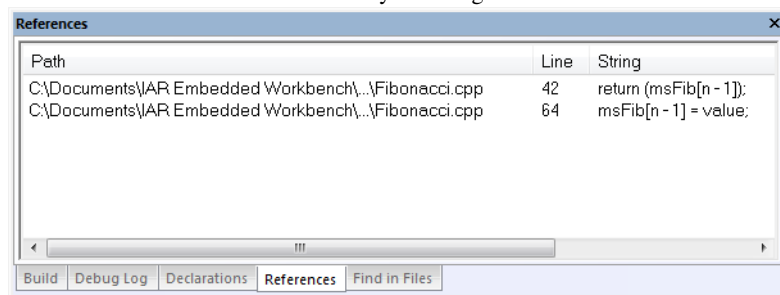 References x
Path Line String
C:\Documents\IAR Embedded Workbench\...\Fibonacci.cpp 42 return (msFib[n - 1]);
C:\Documents\IAR Embedded Workbench\...\Fibonacci.cpp 64 msFib[n - 1] = value;
Build Debug Log Declarations References Find in Files